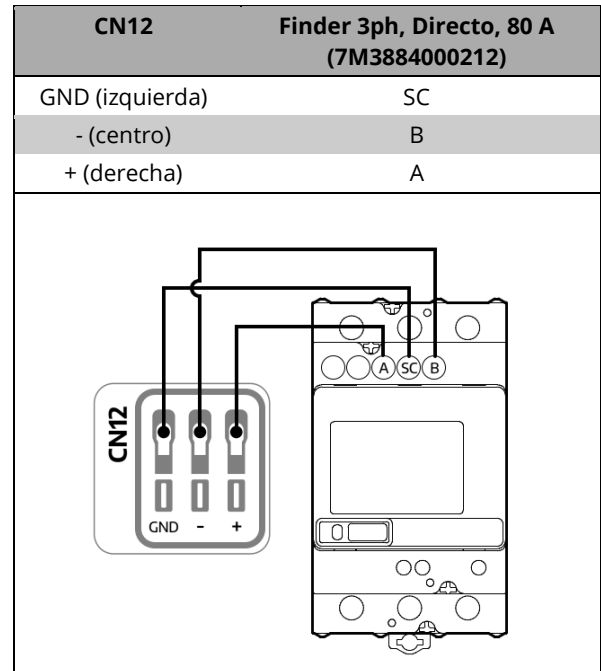 CN12 Finder 3ph, Directo, 80 A
(7M3884000212)
GND (izquierda) SC
- (centro) B
+ (derecha) A
A SC B
CN12
GND - +